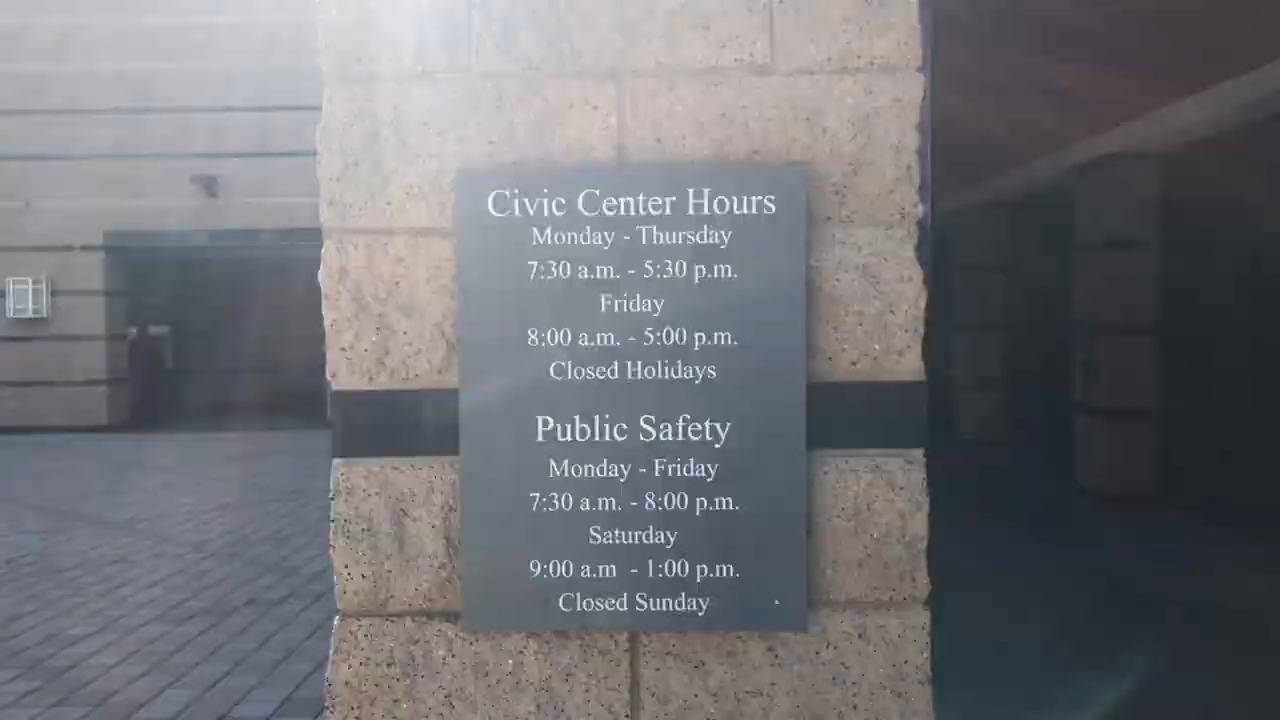 Civic Center Hours
Monday - Thursday
7:30 a.m. - 5:30 p.m.
Friday
8:00 a.m. - 5:00 p.m.
Closed Holidays
Public Safety
Monday - Friday
7:30 a.m. - 8:00 p.m.
Saturday
9:00 a.m - 1:00 p.m.
Closed Sunday